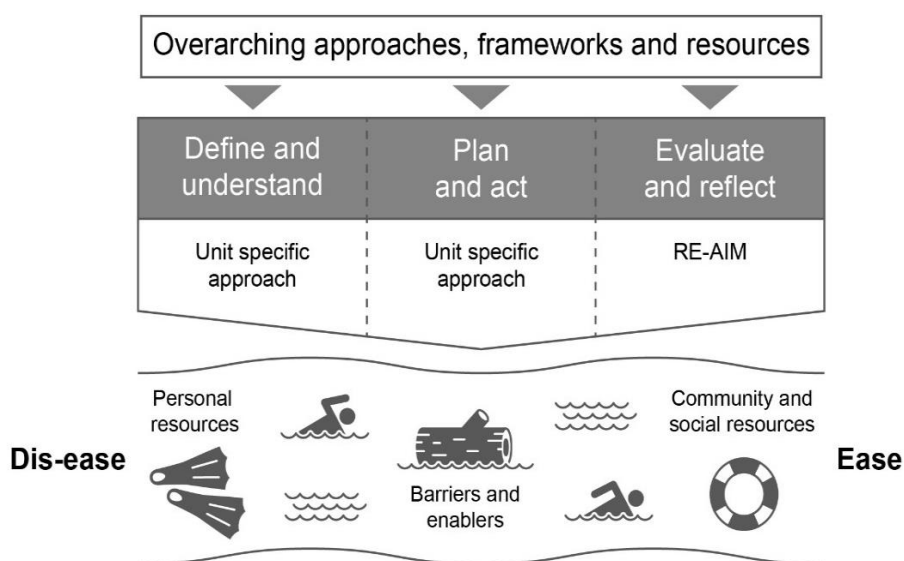 Overarching approaches, frameworks and resources
Define and
understand
Plan
and act
Evaluate
and reflect
Unit specific
approach
Unit specific
approach
RE-AIM
Personal
resources
Community and
social resources
Dis-ease
Ease
Barriers and
enablers